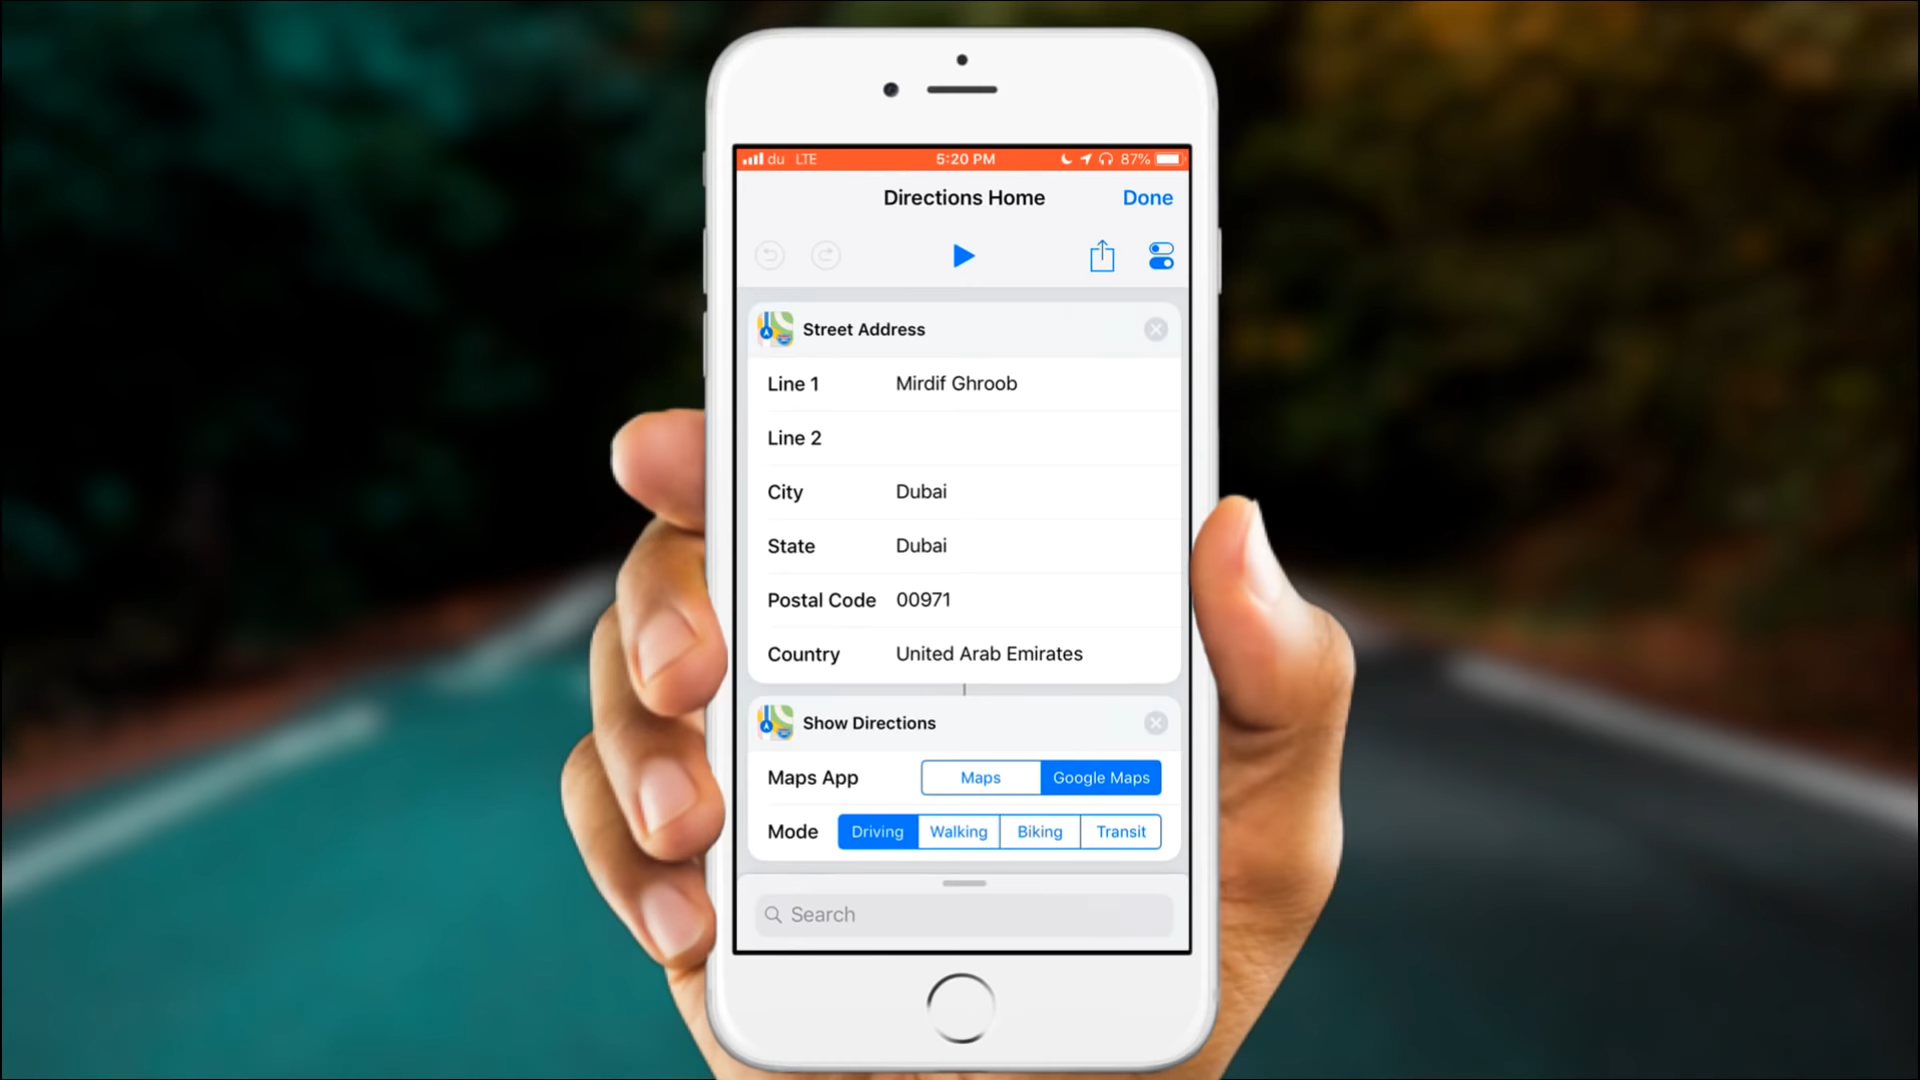 du LTE 5:20 PM 87%
Directions Home Done
Street Address
Line 1 Mirdif Ghroob
Line 2
City Dubai
State Dubai
Postal Code 00971
Country United Arab Emirates
Show Directions
Maps App Maps Google Maps
Mode Driving Walking Biking Transit
Search